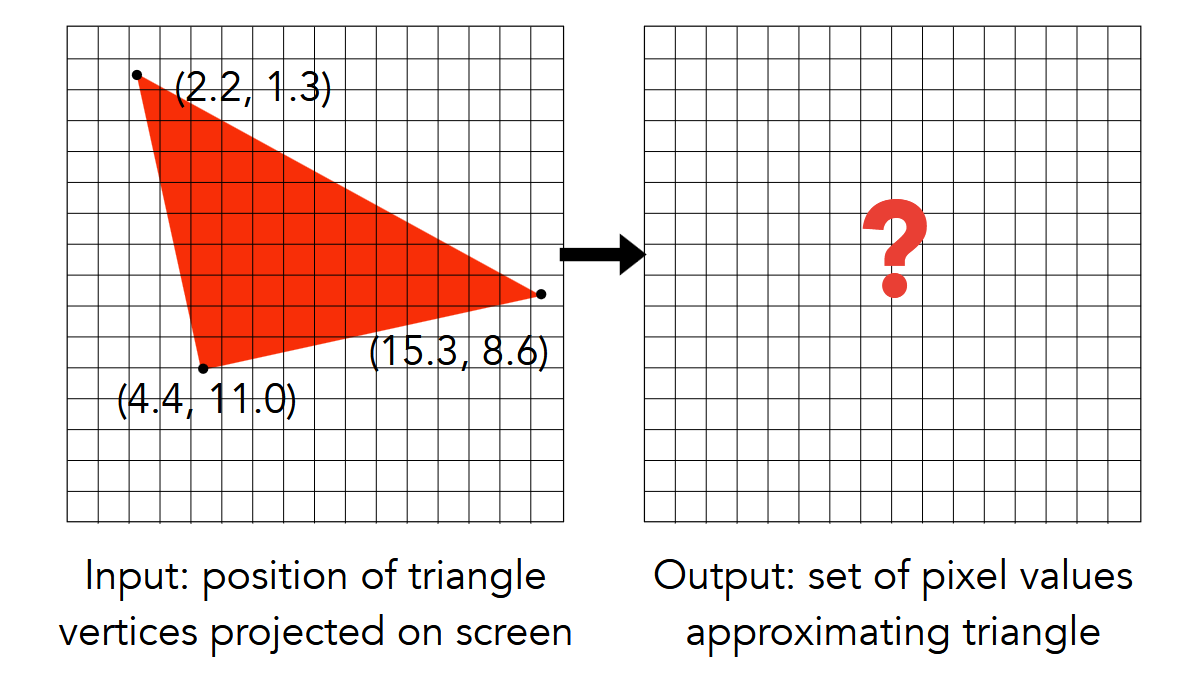 (2.2, 1.3)
(15.3, 8.6)
(4.4, 11.0)
?
Input: position of triangle
vertices projected on screen
Output: set of pixel values
approximating triangle